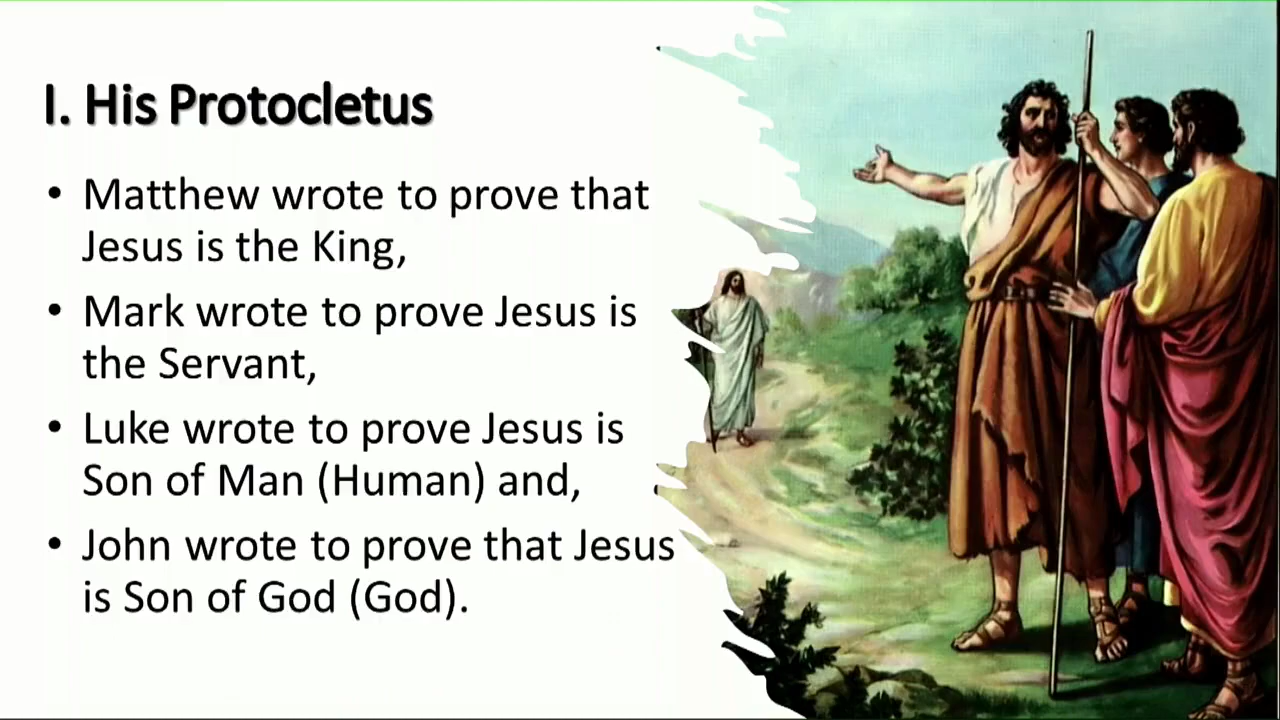 I. His Protocletus
• Matthew wrote to prove that
Jesus is the King,
• Mark wrote to prove Jesus is
the Servant,
• Luke wrote to prove Jesus is
Son of Man (Human) and,
• John wrote to prove that Jesus
is Son of God (God).